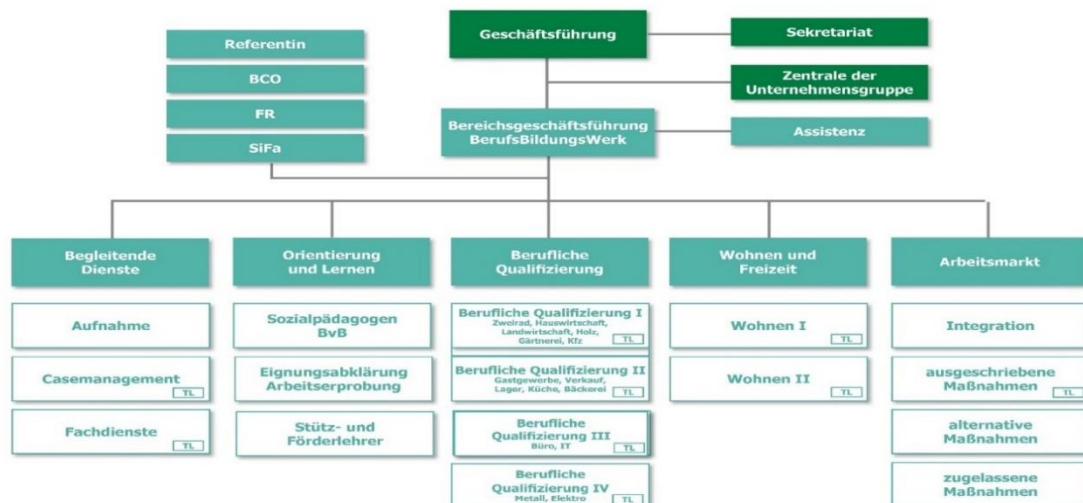 Geschäftsführung
Sekretariat
Referentin
BCO
FR
SiFa
Zentrale der
Unternehmensgruppe
Bereichsgeschäftsführung
BerufsBildungsWerk
Assistenz
Begleitende
Dienste
Orientierung
und Lernen
Berufliche
Qualifizierung
Wohnen und
Freizeit
Arbeitsmarkt
Aufnahme
Casemanagement
TL
Fachdienste
TL
Sozialpädagogen
BvB
Eignungsabklärung
Arbeitserprobung
Stütz- und
Förderlehrer
Berufliche Qualifizierung I
Zweirad, Hauswirtschaft,
Landwirtschaft, Holz,
Gärtnerei, Kfz
TL
Berufliche Qualifizierung II
Gastgewerbe, Verkauf,
Lager, Küche, Bäckerei
TL
Berufliche
Qualifizierung III
Büro, IT
TL
Berufliche
Qualifizierung IV
Metall, Elektro
TL
Wohnen I
TL
Wohnen II
TL
Integration
ausgeschriebene
Maßnahmen
TL
alternative
Maßnahmen
zugelassene
Maßnahmen